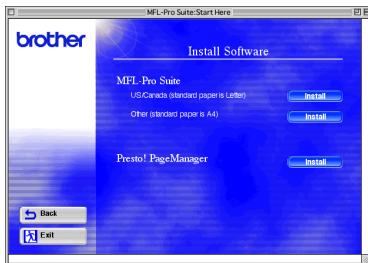 MFL-Pro Suite:Start Here
brother
Install Software
MFL-Pro Suite
US/Canada (standard paper is Letter)
Install
Other (standard paper is A4)
Install
Presto! PageManager
Install
Back
Exit